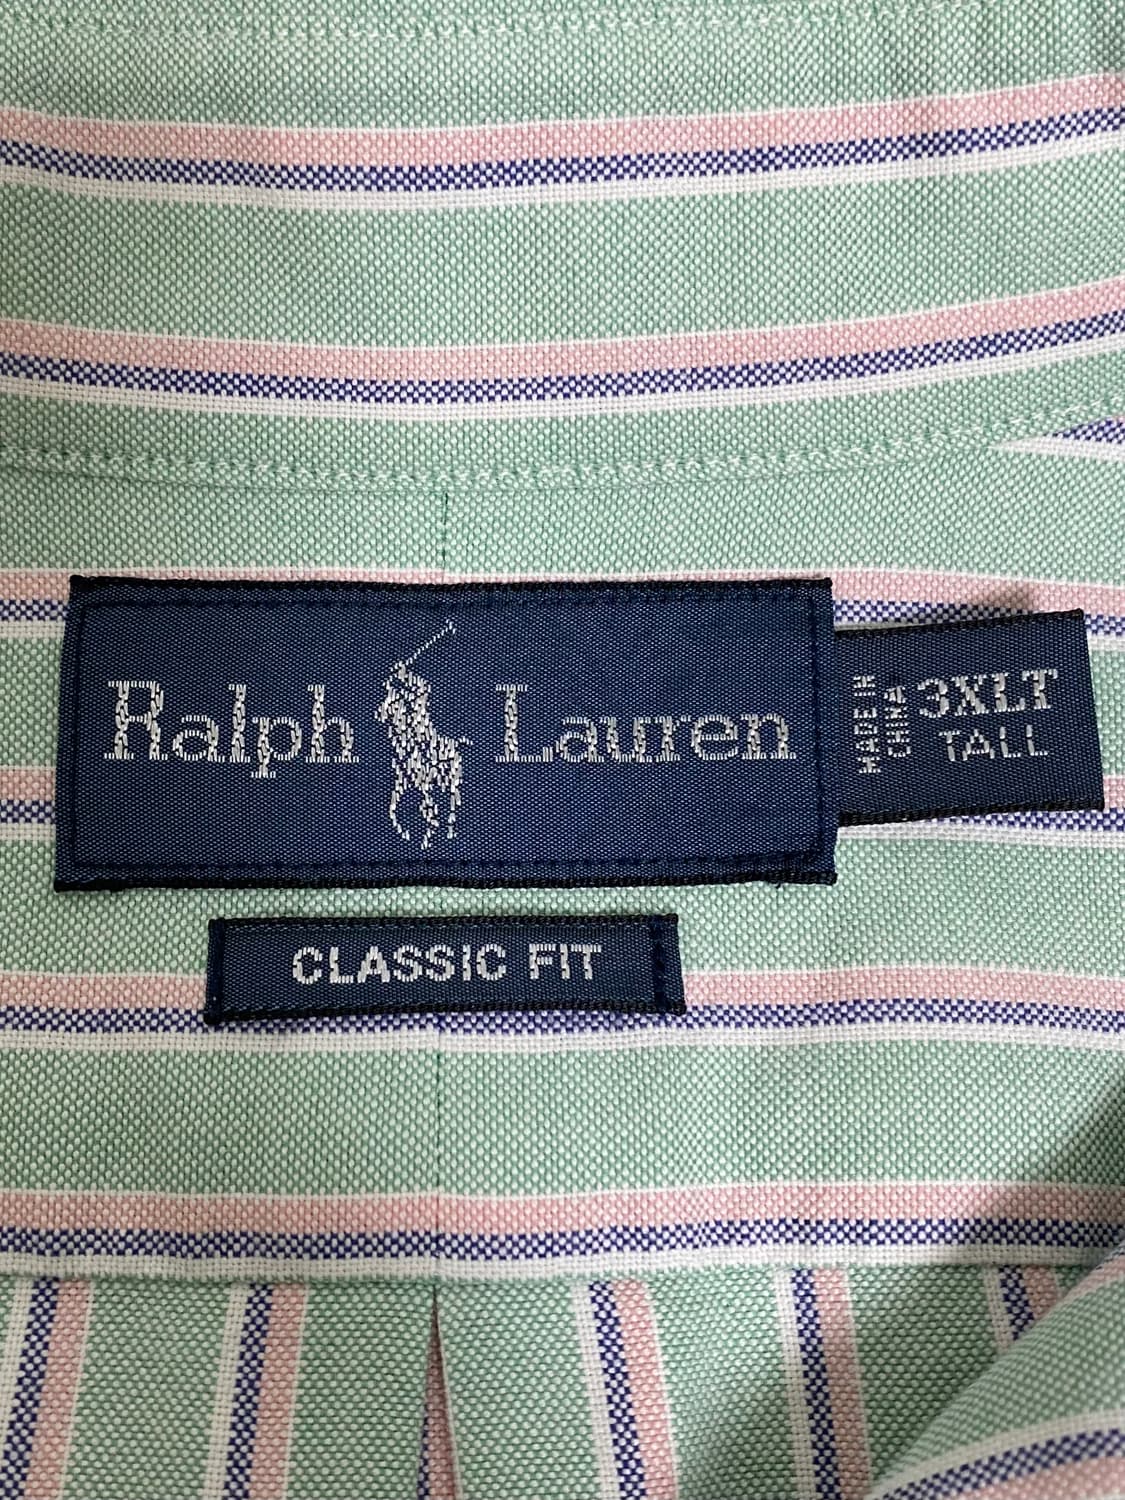 Ralph Lauren
MADE IN
CHINA
3XLT
TALL
CLASSIC FIT